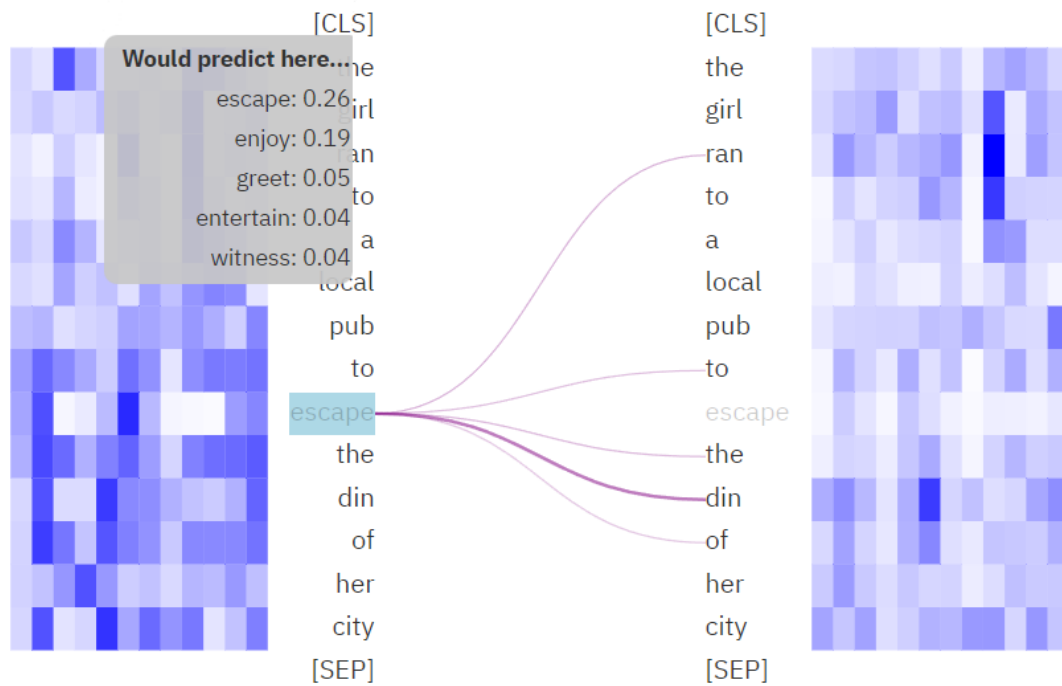 [CLS]
the
girl
ran
to
a
local
pub
to
escape
the
din
of
her
city
[SEP]
Would predict here...
escape: 0.26
enjoy: 0.19
greet: 0.05
entertain: 0.04
witness: 0.04
[CLS]
the
girl
ran
to
a
local
pub
to
escape
the
din
of
her
city
[SEP]